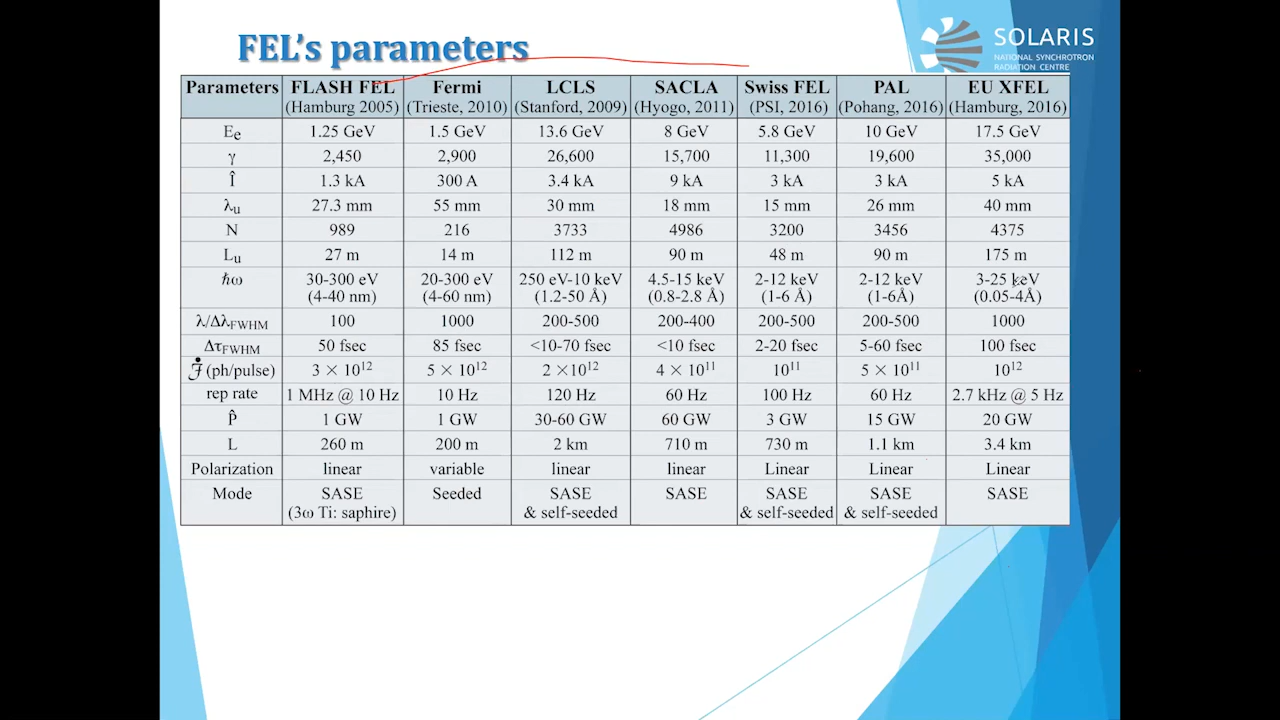 FEL's parameters
SOLARIS
NATIONAL SYNCHROTRON
RADIATION CENTRE
Parameters FLASH FEL Fermi LCLS SACLA Swiss FEL PAL EU XFEL
(Hamburg 2005) (Trieste, 2010) (Stanford, 2009) (Hyogo, 2011) (PSI, 2016) (Pohang, 2016) (Hamburg, 2016)
Ee 1.25 GeV 1.5 GeV 13.6 GeV 8 GeV 5.8 GeV 10 GeV 17.5 GeV
γ 2,450 2,900 26,600 15,700 11,300 19,600 35,000
Î 1.3 kA 300 A 3.4 kA 9 kA 3 kA 3 kA 5 kA
λu 27.3 mm 55 mm 30 mm 18 mm 15 mm 26 mm 40 mm
N 989 216 3733 4986 3200 3456 4375
Lu 27 m 14 m 112 m 90 m 48 m 90 m 175 m
ħω 30-300 eV 20-300 eV 250 eV-10 keV 4.5-15 keV 2-12 keV 2-12 keV 3-25 keV
(4-40 nm) (4-60 nm) (1.2-50 Å) (0.8-2.8 Å) (1-6 Å) (1-6Å) (0.05-4Å)
λ/ΔλFWHM 100 1000 200-500 200-400 200-500 200-500 1000
ΔτFWHM 50 fsec 85 fsec <10-70 fsec <10 fsec 2-20 fsec 5-60 fsec 100 fsec
ℱ̇ (ph/pulse) 3 × 10¹² 5 × 10¹² 2 ×10¹² 4 × 10¹¹ 10¹¹ 5 × 10¹¹ 10¹²
rep rate 1 MHz @ 10 Hz 10 Hz 120 Hz 60 Hz 100 Hz 60 Hz 2.7 kHz @ 5 Hz
P̂ 1 GW 1 GW 30-60 GW 60 GW 3 GW 15 GW 20 GW
L 260 m 200 m 2 km 710 m 730 m 1.1 km 3.4 km
Polarization linear variable linear linear Linear Linear Linear
Mode SASE Seeded SASE SASE SASE SASE SASE
(3ω Ti: saphire) & self-seeded & self-seeded & self-seeded